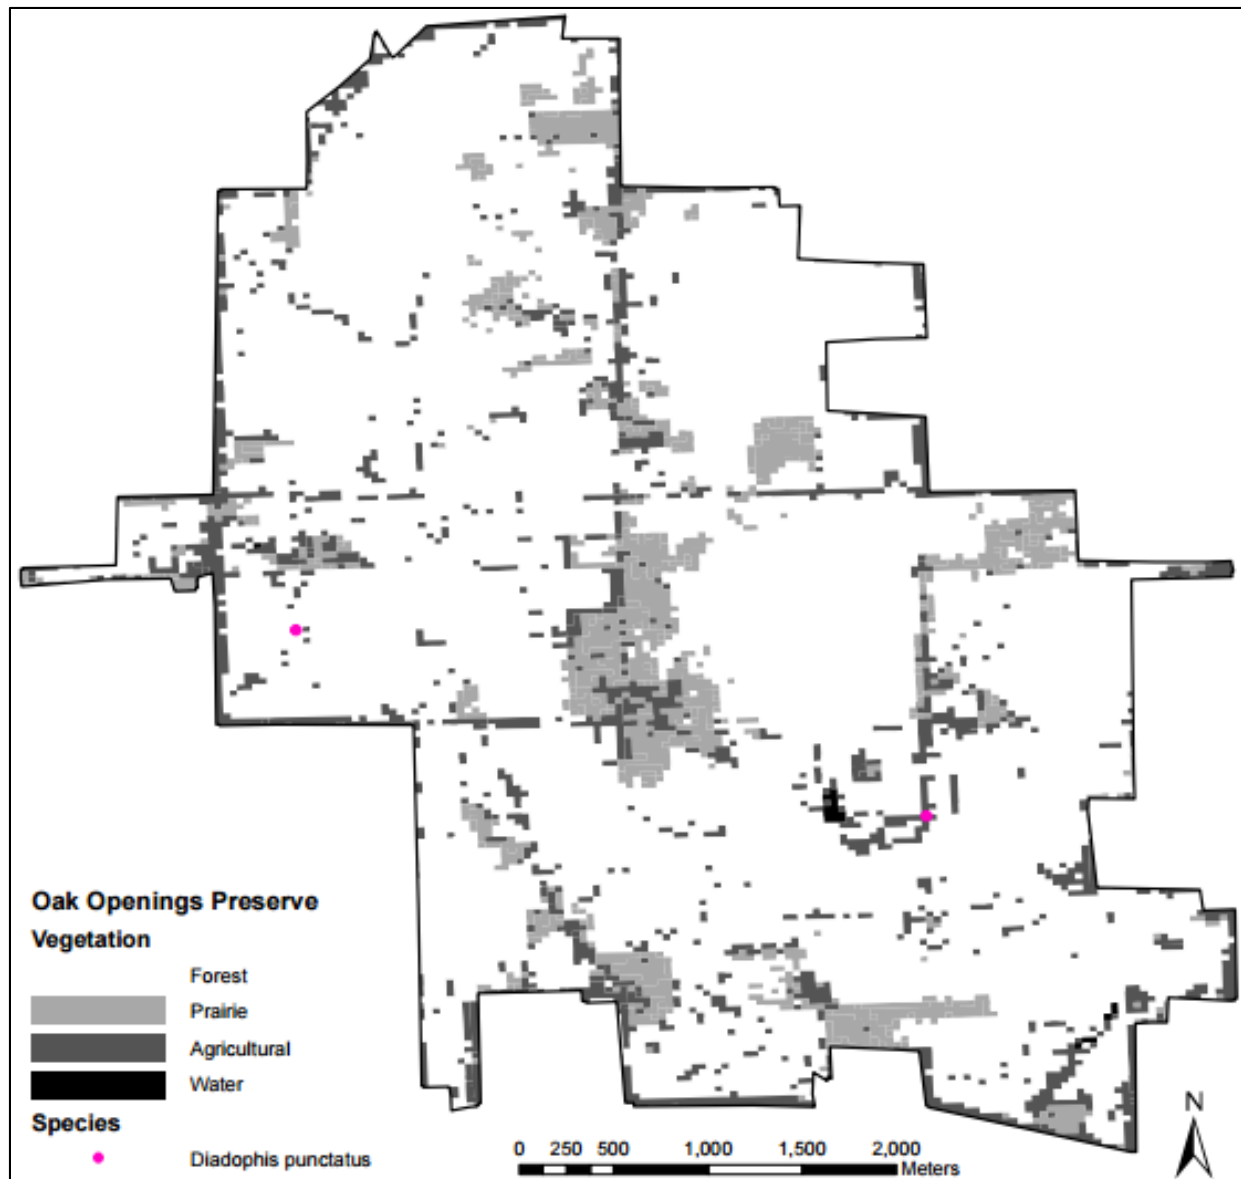 Oak Openings Preserve
Vegetation
Forest
Prairie
Agricultural
Water
Species
Diadophis punctatus
0 250 500 1,000 1,500 2,000
Meters
N